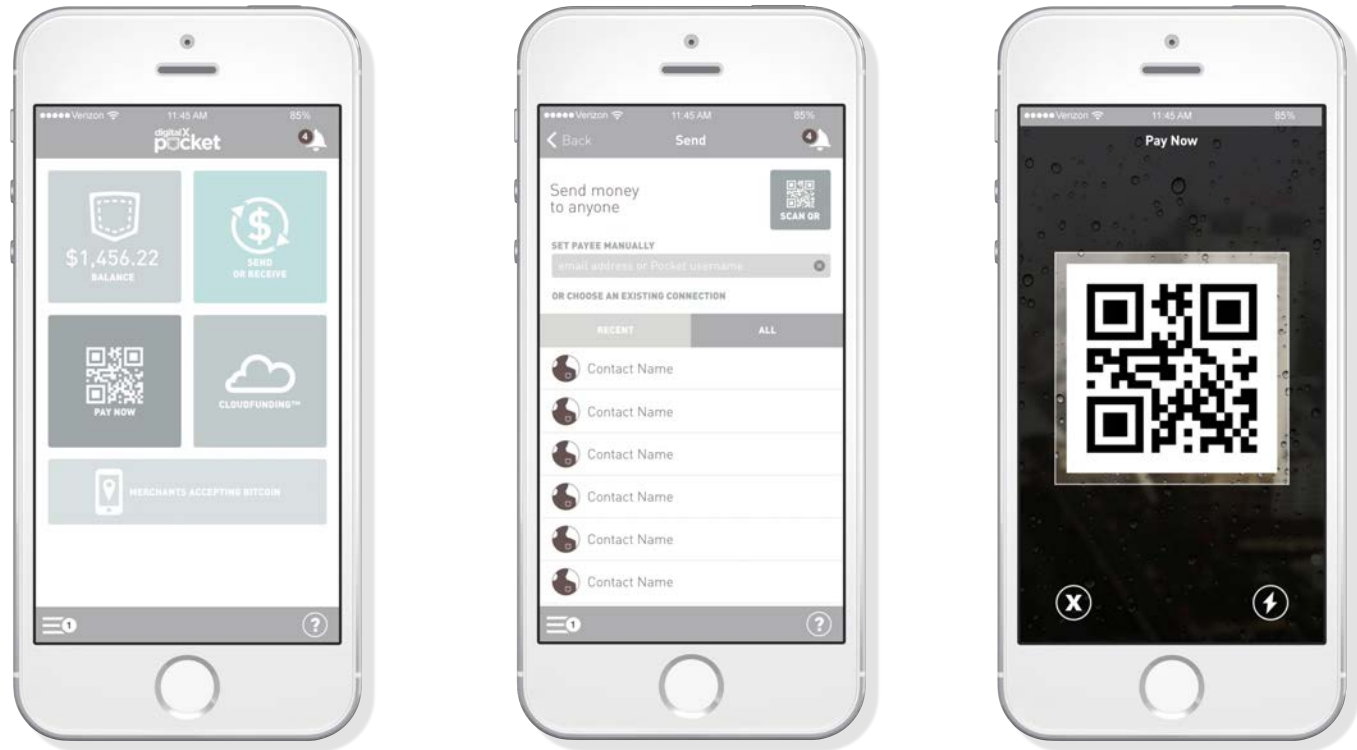 Verizon 11:45 AM 85%
digitalX
pocket
4
$1,456.22
BALANCE
SEND
OR RECEIVE
PAY NOW
CLOUDFUNDING™
MERCHANTS ACCEPTING BITCOIN
1
?
Verizon 11:45 AM 85%
Back Send 4
Send money
to anyone
SCAN QR
SET PAYEE MANUALLY
email address or Pocket username
OR CHOOSE AN EXISTING CONNECTION
RECENT ALL
Contact Name
Contact Name
Contact Name
Contact Name
Contact Name
Contact Name
1
?
Verizon 11:45 AM 85%
Pay Now
X